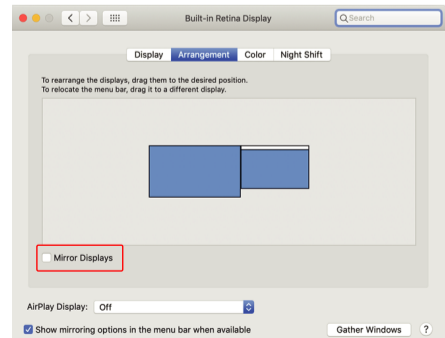 Built-in Retina Display
Search
Display Arrangement Color Night Shift
To rearrange the displays, drag them to the desired position.
To relocate the menu bar, drag it to a different display.
Mirror Displays
AirPlay Display: Off
Show mirroring options in the menu bar when available
Gather Windows ?